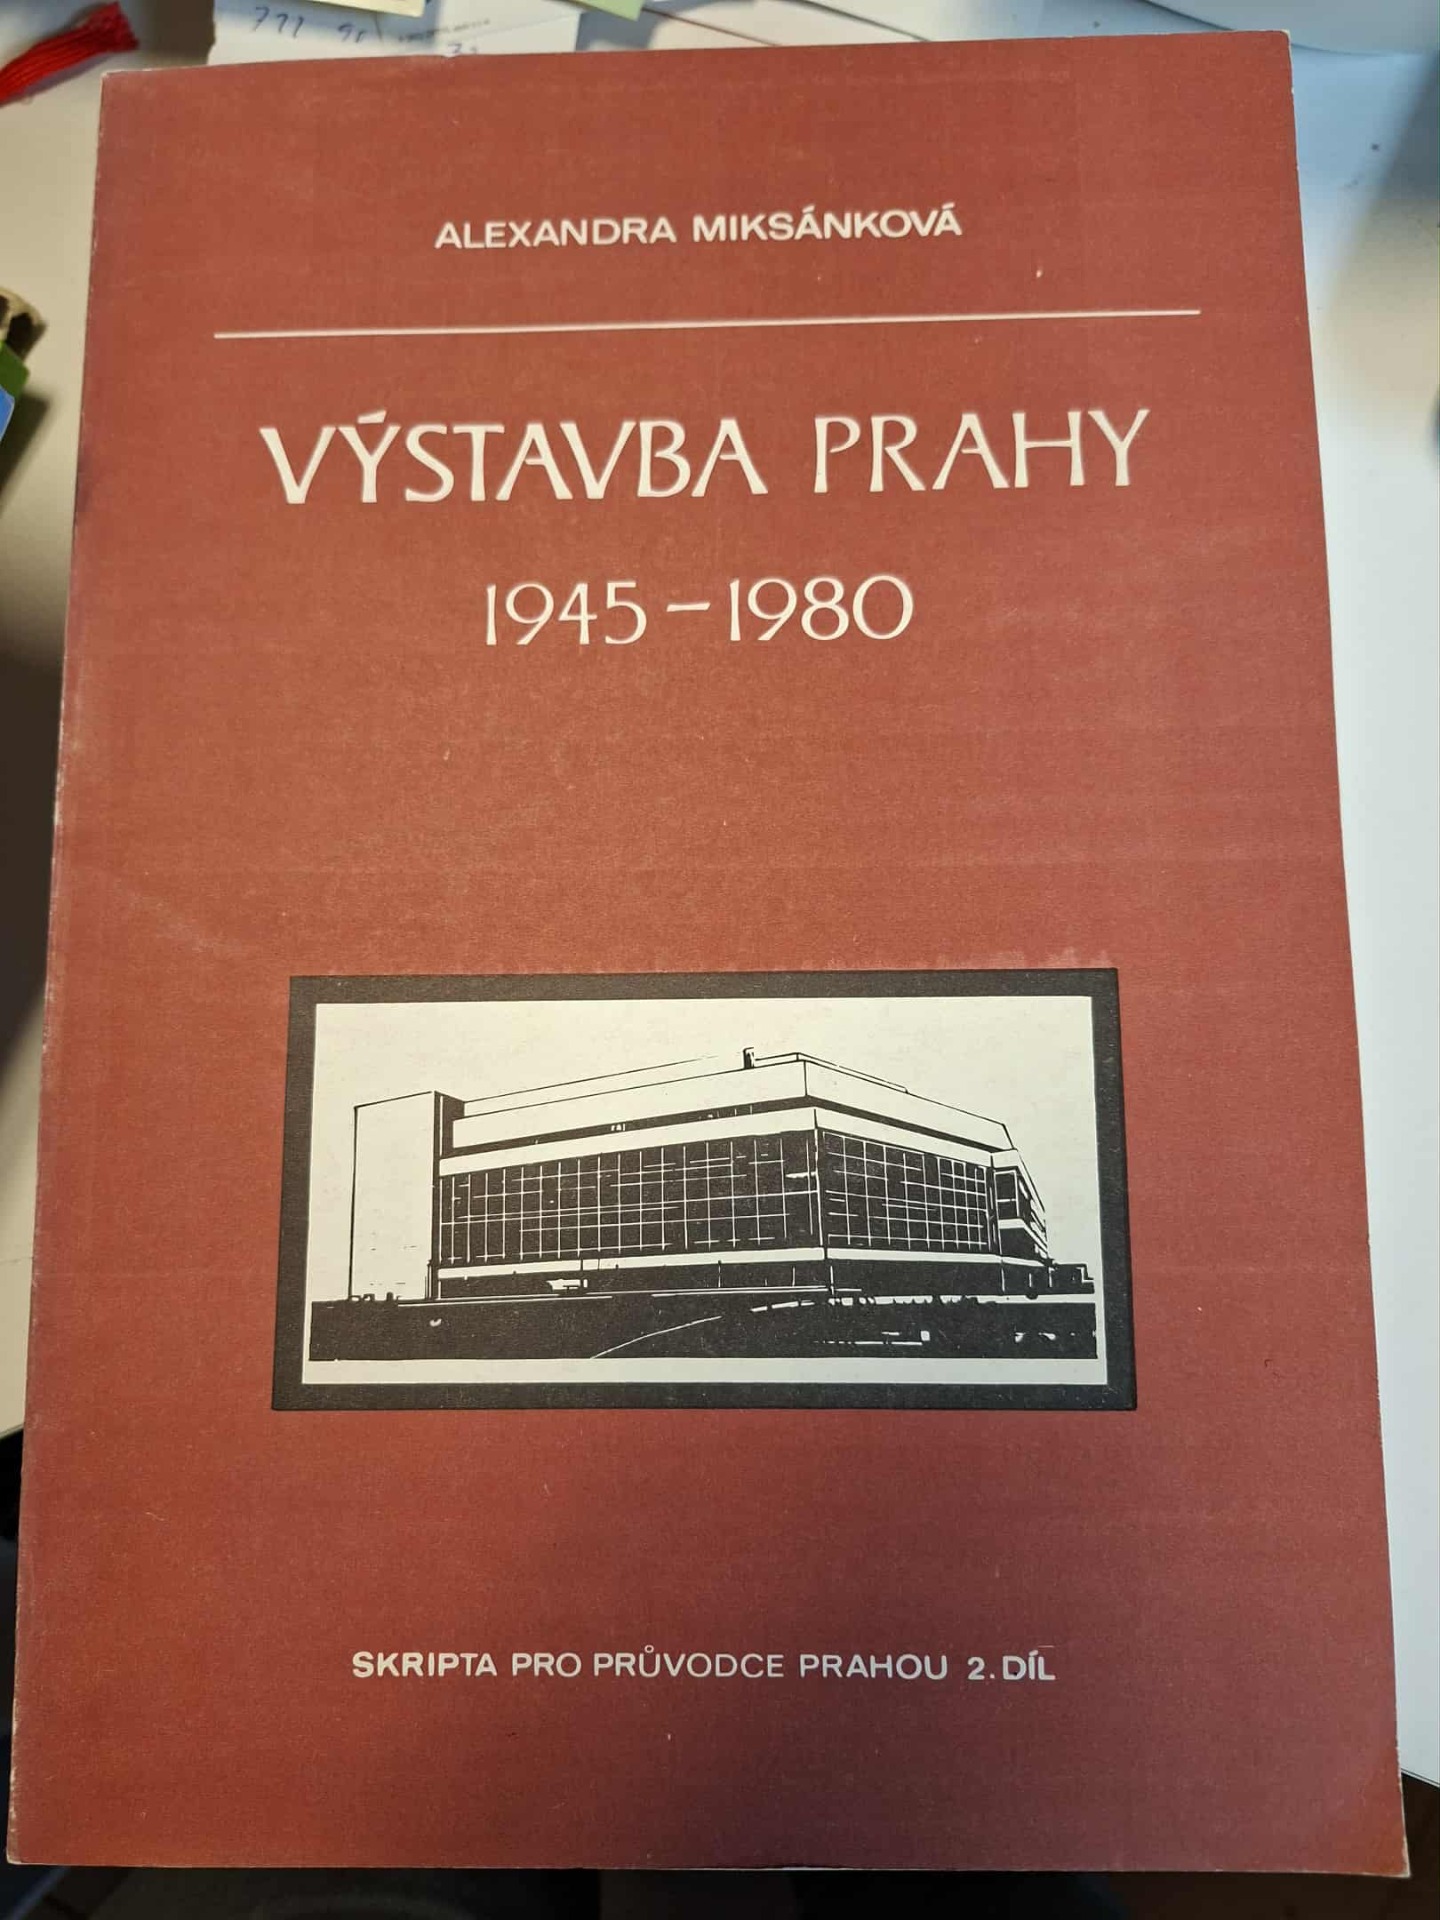 ALEXANDRA MIKSÁNKOVÁ
VÝSTAVBA PRAHY
1945-1980
SKRIPTA PRO PRŮVODCE PRAHOU 2. DÍL